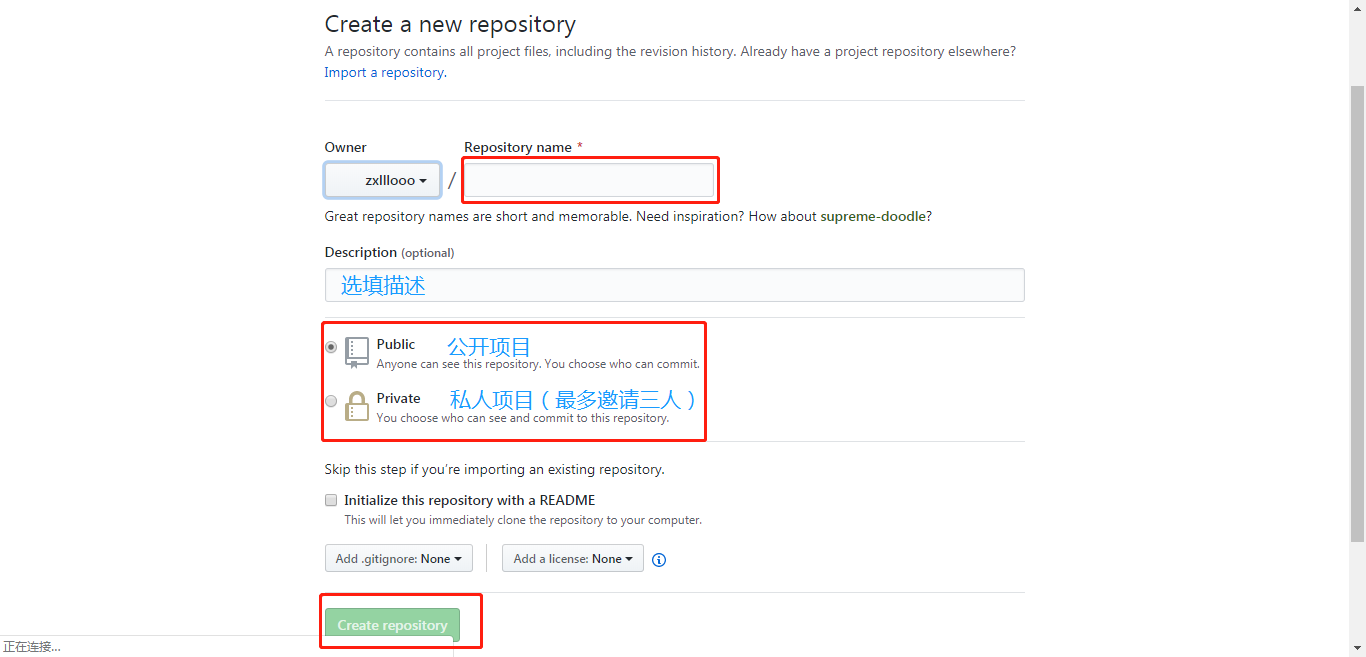 Create a new repository
A repository contains all project files, including the revision history. Already have a project repository elsewhere?
Import a repository.
Owner
Repository name *
zxlllooo
/
Great repository names are short and memorable. Need inspiration? How about supreme-doodle?
Description (optional)
选填描述
Public 公开项目
Anyone can see this repository. You choose who can commit.
Private 私人项目（最多邀请三人）
You choose who can see and commit to this repository.
Skip this step if you're importing an existing repository.
Initialize this repository with a README
This will let you immediately clone the repository to your computer.
Add .gitignore: None
Add a license: None
Create repository
正在连接...